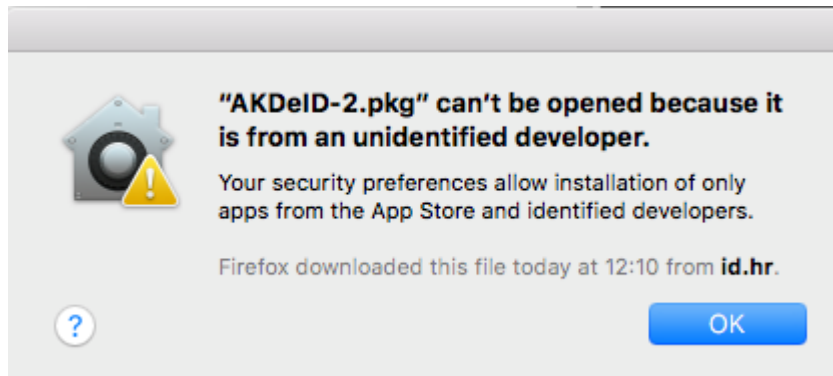 “AKDeID-2.pkg” can’t be opened because it
is from an unidentified developer.
Your security preferences allow installation of only
apps from the App Store and identified developers.
Firefox downloaded this file today at 12:10 from id.hr.
?
OK